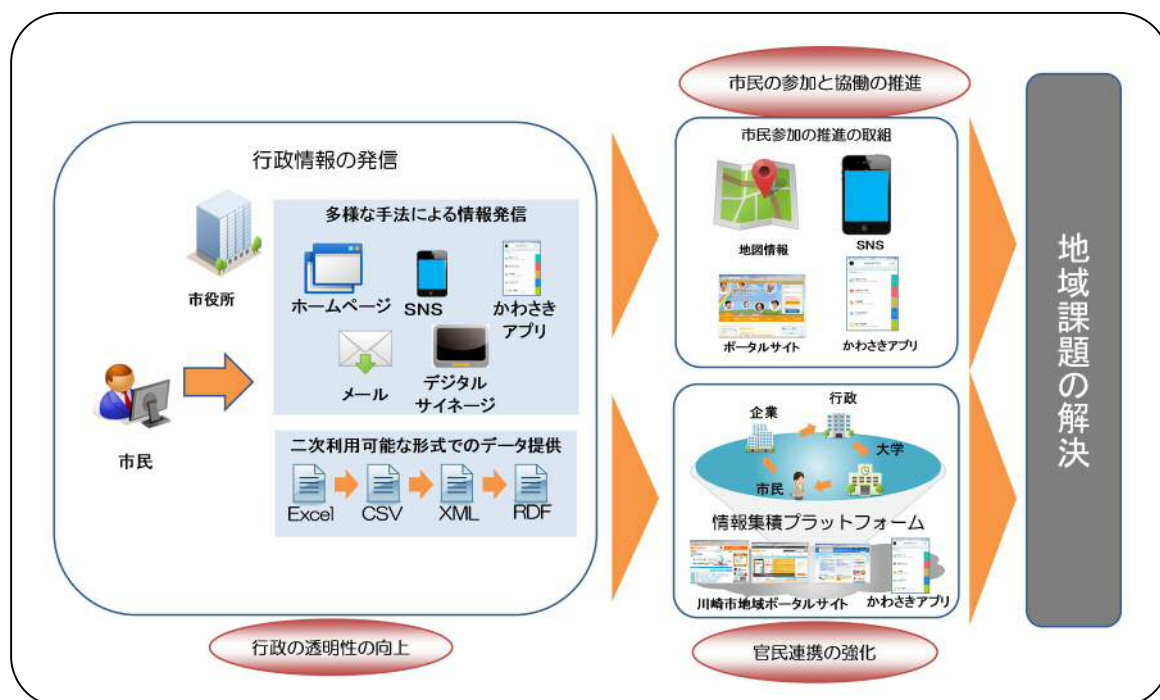 行政情報の発信
市役所
市民
多様な手法による情報発信
ホームページ
SNS
かわさき
アプリ
メール
デジタル
サイネージ
二次利用可能な形式でのデータ提供
Excel
CSV
XML
RDF
行政の透明性の向上
市民の参加と協働の推進
市民参加の推進の取組
地図情報
SNS
ポータルサイト
かわさきアプリ
企業
行政
大学
市民
情報集積プラットフォーム
川崎市地域ポータルサイト
かわさきアプリ
官民連携の強化
地域課題の解決